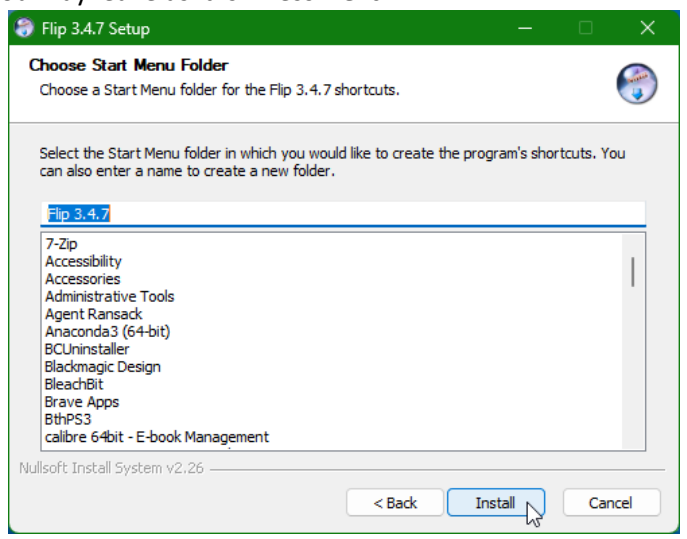 Flip 3.4.7 Setup
Choose Start Menu Folder
Choose a Start Menu folder for the Flip 3.4.7 shortcuts.
Select the Start Menu folder in which you would like to create the program's shortcuts. You
can also enter a name to create a new folder.
Flip 3.4.7
7-Zip
Accessibility
Accessories
Administrative Tools
Agent Ransack
Anaconda3 (64-bit)
BCUninstaller
Blackmagic Design
BleachBit
Brave Apps
BthPS3
calibre 64bit - E-book Management
Nullsoft Install System v2.26
< Back Install Cancel